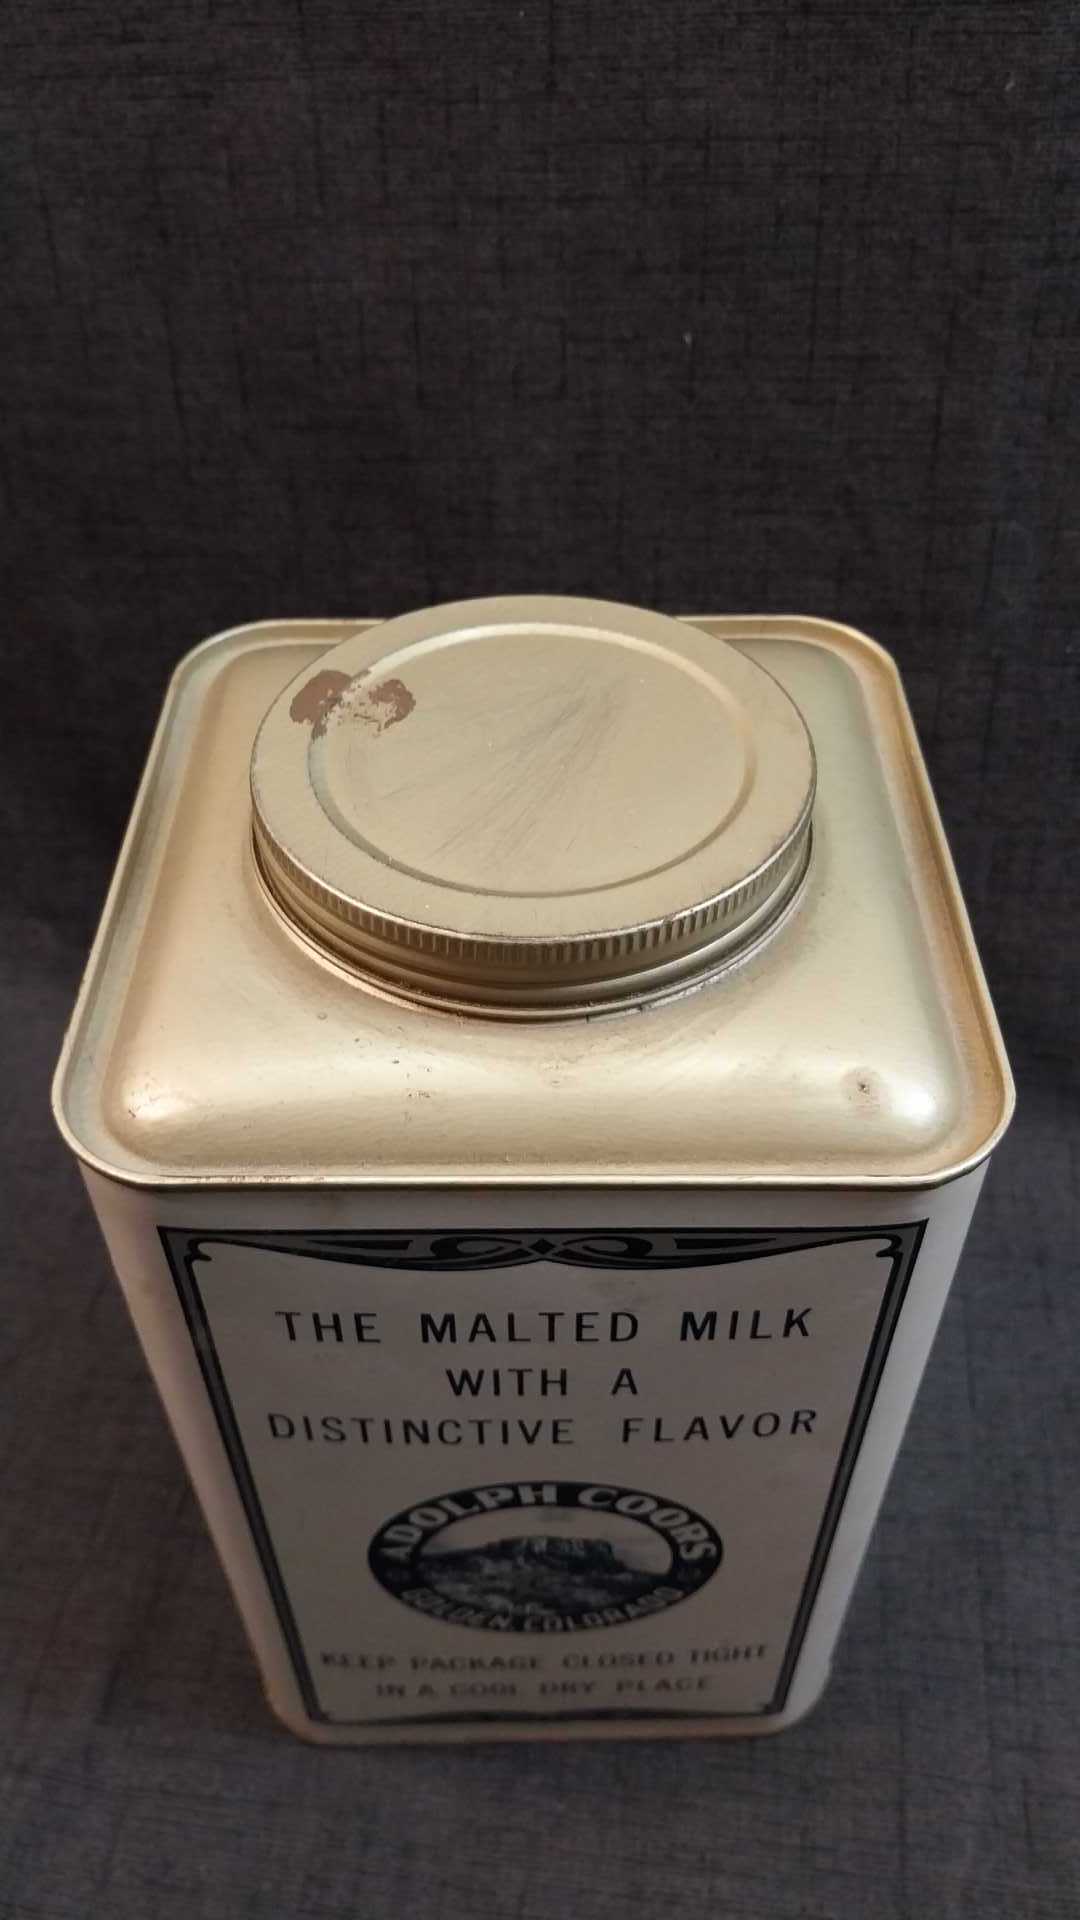 THE MALTED MILK
WITH A
DISTINCTIVE FLAVOR
ADOLPH COORS
GOLDEN, COLORADO
KEEP PACKAGE CLOSED TIGHT
IN A COOL DRY PLACE